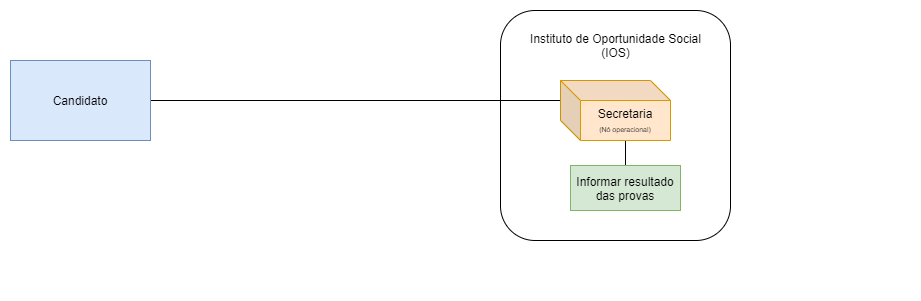 Instituto de Oportunidade Social
(IOS)
Candidato
Secretaria
(Nó operacional)
Informar resultado
das provas